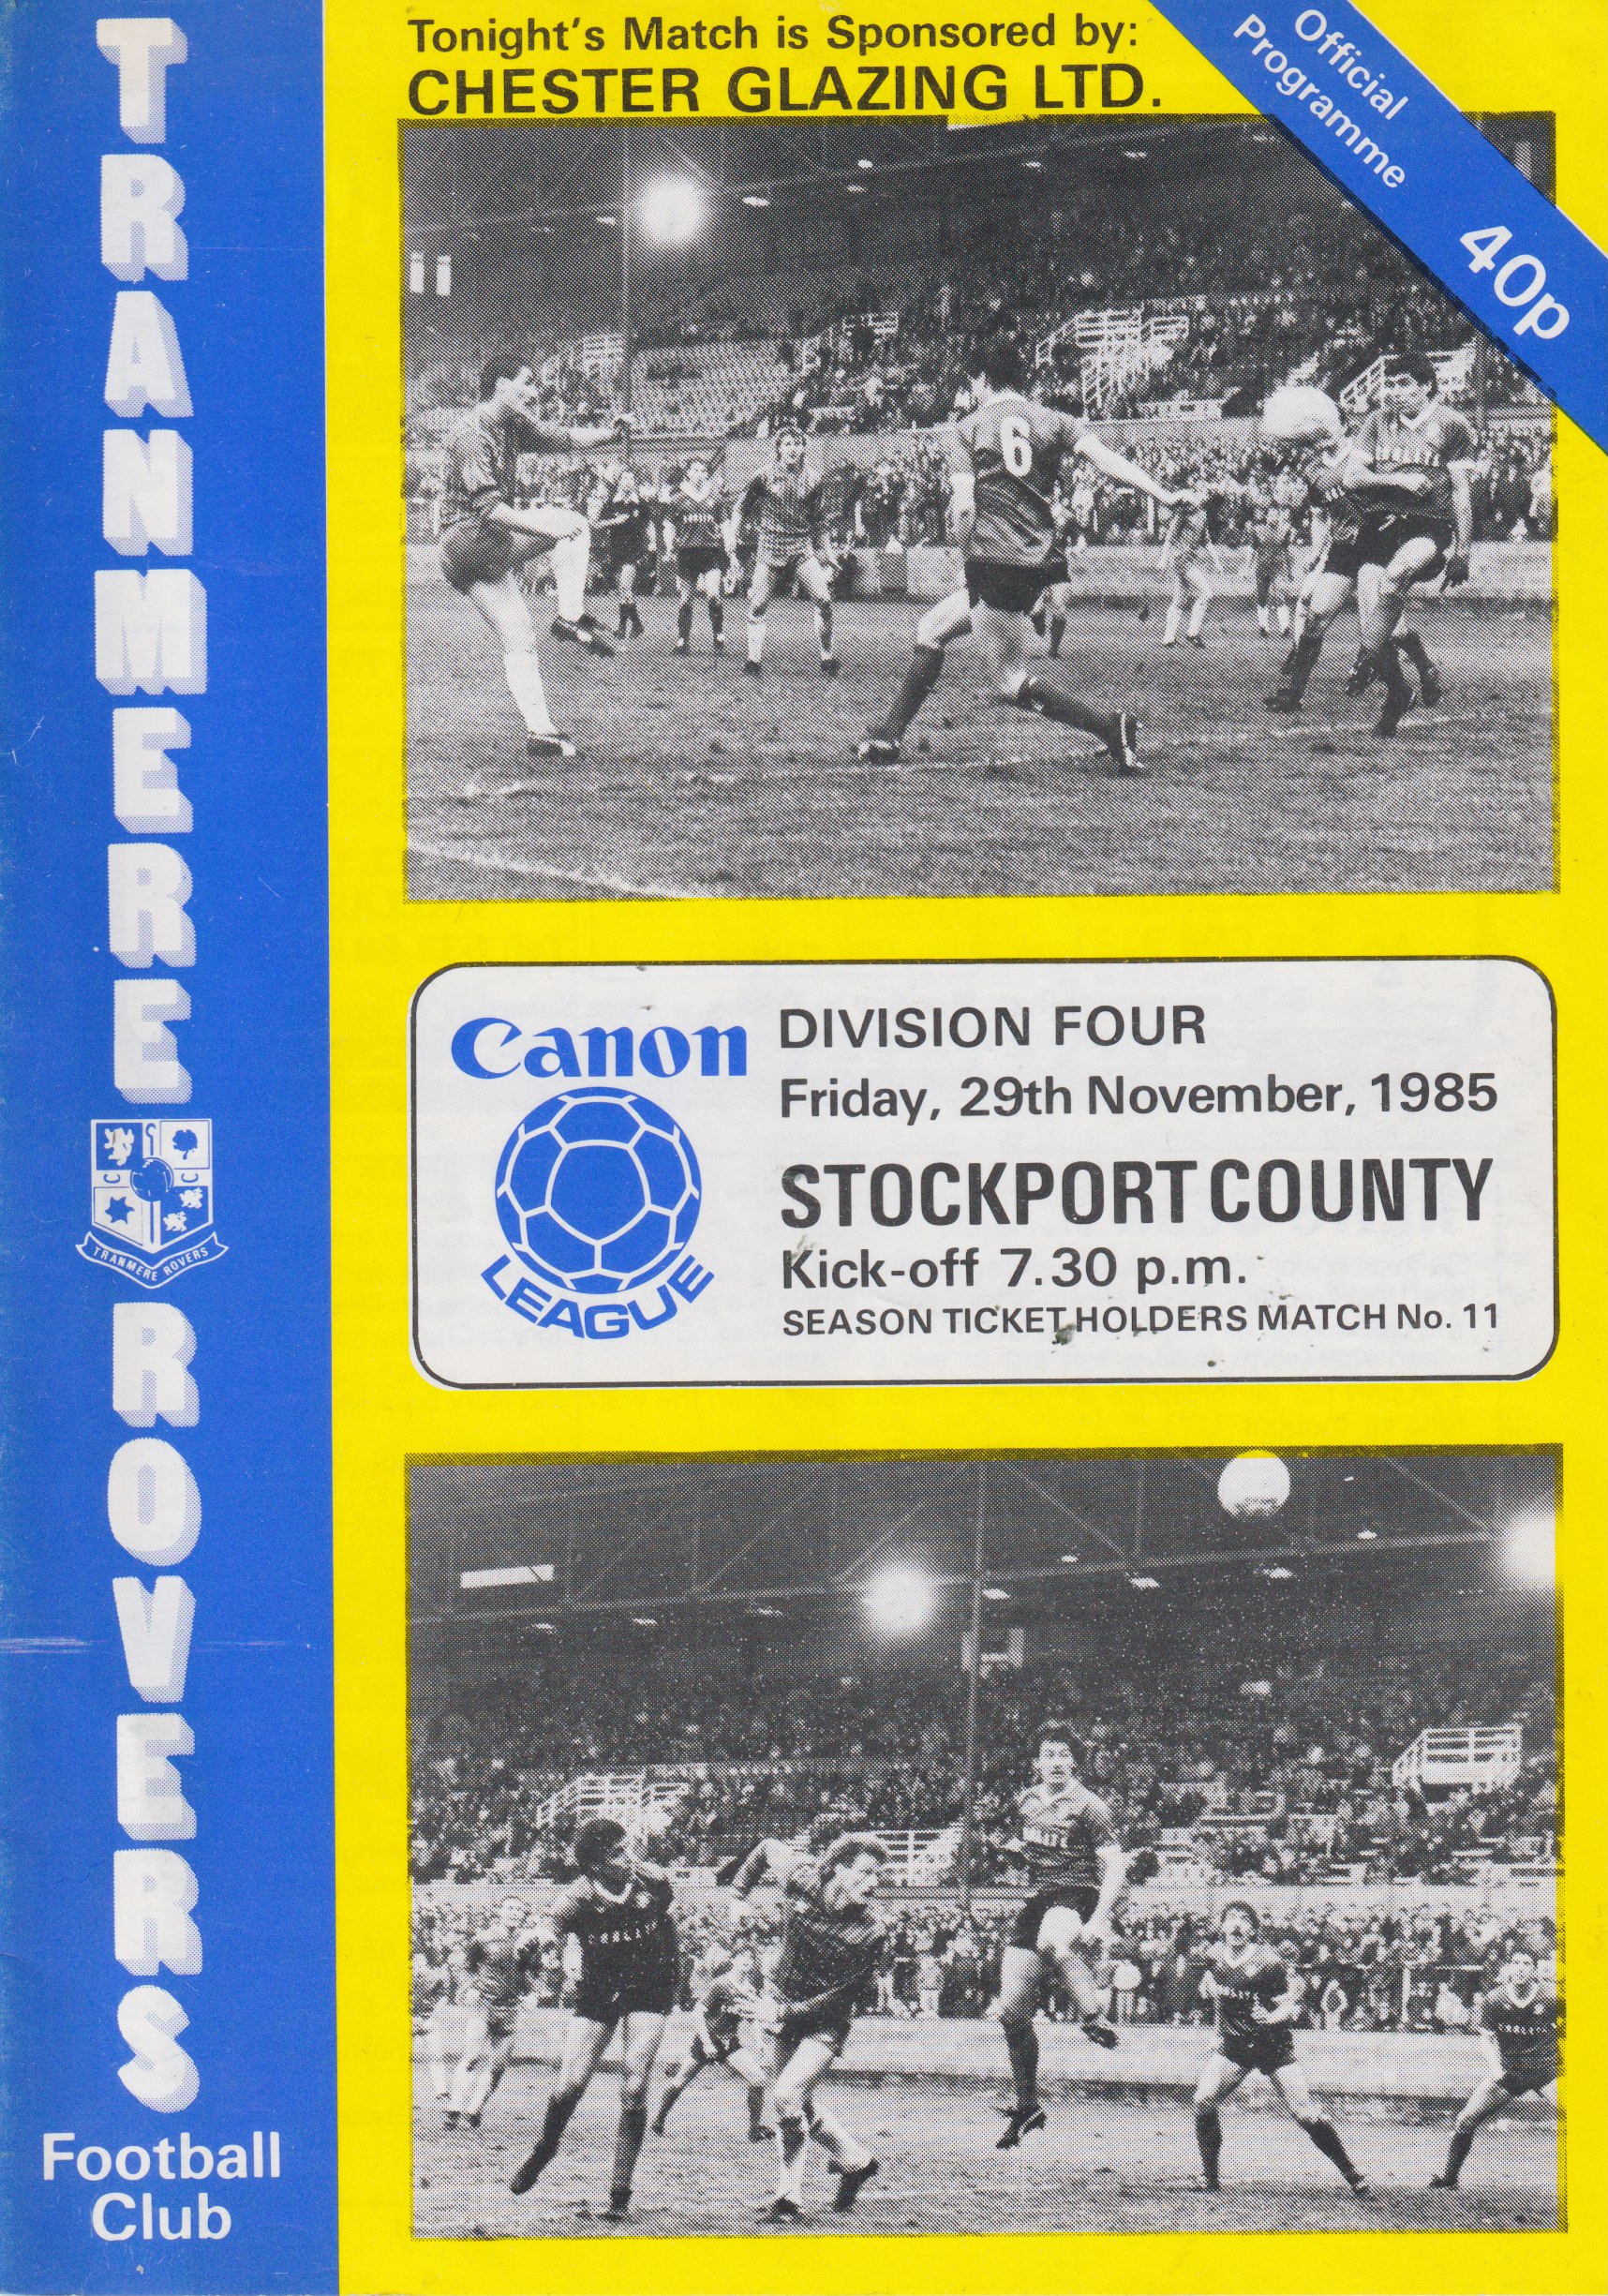 Tonight's Match is Sponsored by:
CHESTER GLAZING LTD.
Official
Programme
40p
TRANMERE
TRANMERE ROVERS
ROVERS
Football
Club
6
Canon
LEAGUE
DIVISION FOUR
Friday, 29th November, 1985
STOCKPORT COUNTY
Kick-off 7.30 p.m.
SEASON TICKET HOLDERS MATCH No. 11